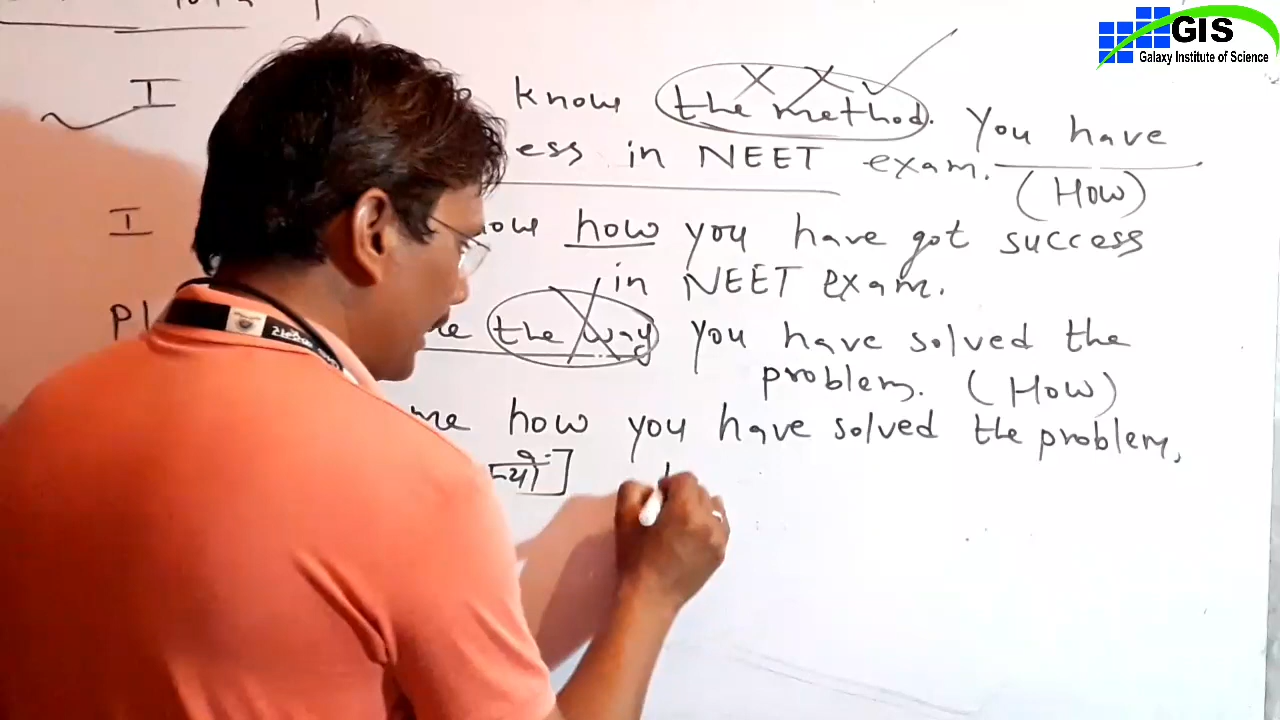 GIS
Galaxy Institute of Science
I know the method. You have
ess in NEET exam. (How)
I how you have got success
in NEET exam.
the way you have solved the
problem. (How)
me how you have solved the problem,